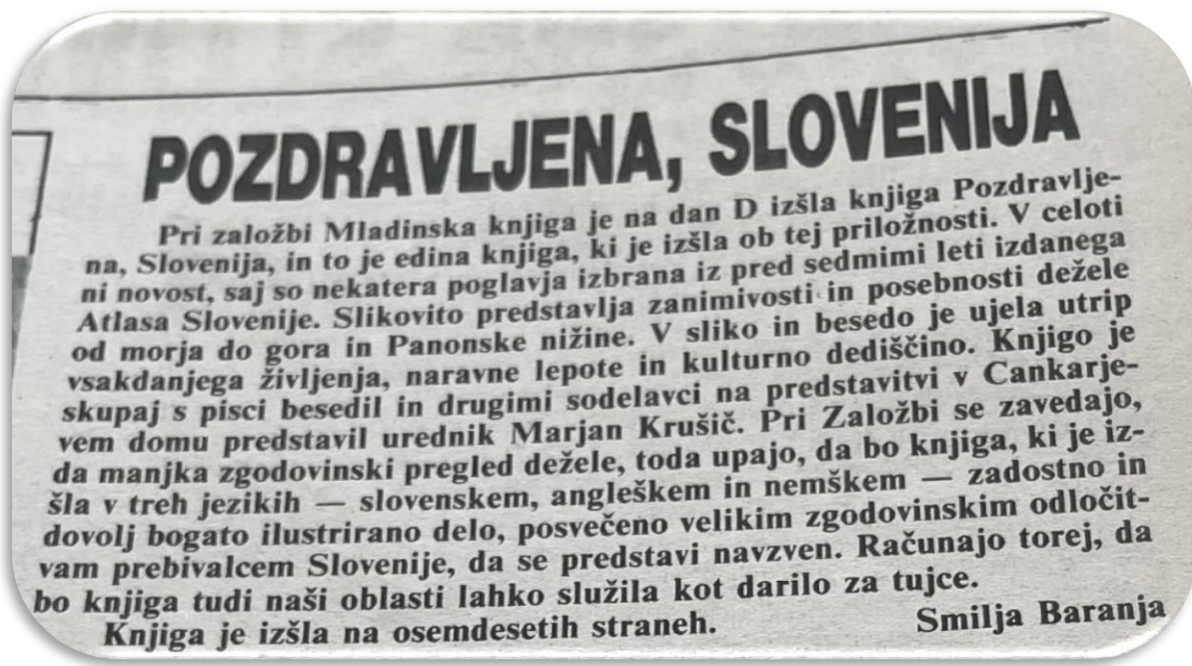 POZDRAVLJENA, SLOVENIJA
Pri založbi Mladinska knjiga je na dan D izšla knjiga Pozdravlje-
na, Slovenija, in to je edina knjiga, ki je izšla ob tej priložnosti. V celoti
ni novost, saj so nekatera poglavja izbrana iz pred sedmimi leti izdanega
Atlasa Slovenije. Slikovito predstavlja zanimivosti in posebnosti dežele
od morja do gora in Panonske nižine. V sliko in besedo je ujela utrip
vsakdanjega življenja, naravne lepote in kulturno dediščino. Knjigo je
skupaj s pisci besedil in drugimi sodelavci na predstavitvi v Cankarje-
vem domu predstavil urednik Marjan Krušič. Pri Založbi se zavedajo,
da manjka zgodovinski pregled dežele, toda upajo, da bo knjiga, ki je iz-
šla v treh jezikih — slovenskem, angleškem in nemškem — zadostno in
dovolj bogato ilustrirano delo, posvečeno velikim zgodovinskim odločit-
vam prebivalcem Slovenije, da se predstavi navzven. Računajo torej, da
bo knjiga tudi naši oblasti lahko služila kot darilo za tujce.
Knjiga je izšla na osemdesetih straneh. Smilja Baranja